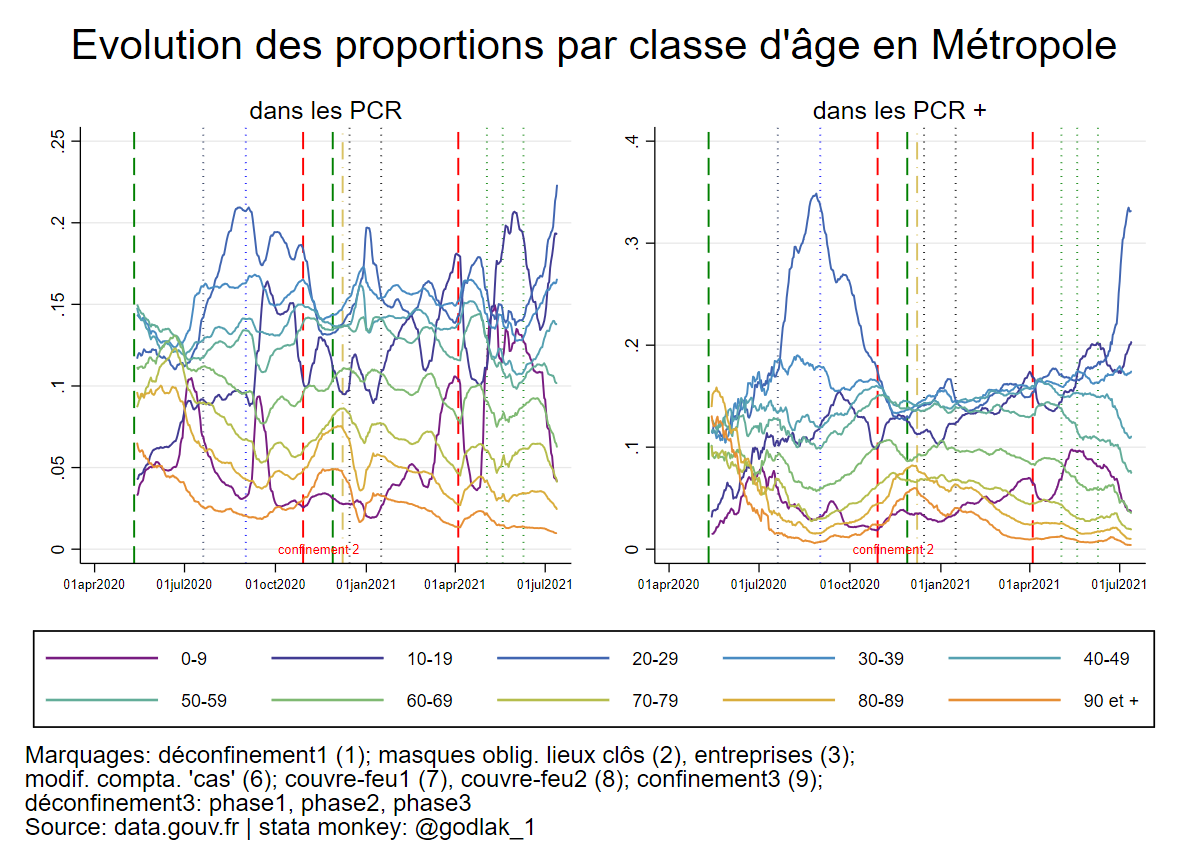 Evolution des proportions par classe d'âge en Métropole
dans les PCR
dans les PCR +
.25
.2
.15
.1
.05
0
.4
.3
.2
.1
0
confinement 2
confinement 2
01apr2020 01jul2020 01oct2020 01jan2021 01apr2021 01jul2021
01apr2020 01jul2020 01oct2020 01jan2021 01apr2021 01jul2021
0-9 10-19 20-29 30-39 40-49
50-59 60-69 70-79 80-89 90 et +
Marquages: déconfinement1 (1); masques oblig. lieux clôs (2), entreprises (3);
modif. compta. 'cas' (6); couvre-feu1 (7), couvre-feu2 (8); confinement3 (9);
déconfinement3: phase1, phase2, phase3
Source: data.gouv.fr | stata monkey: @godlak_1